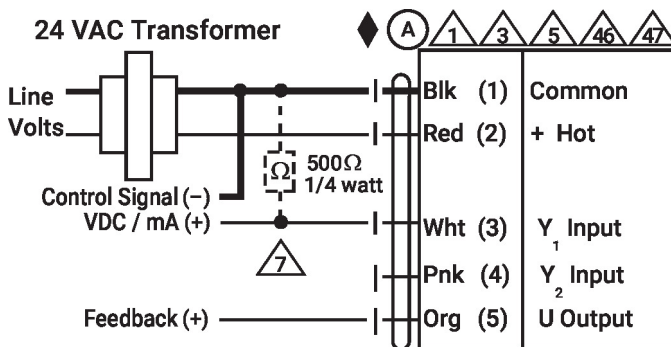 24 VAC Transformer
A 1 3 5 46 47
Line
Volts
Blk (1) Common
Red (2) + Hot
Ω 500Ω
1/4 watt
Control Signal (−)
VDC / mA (+)
Wht (3) Y1 Input
7
Pnk (4) Y2 Input
Feedback (+)
Org (5) U Output